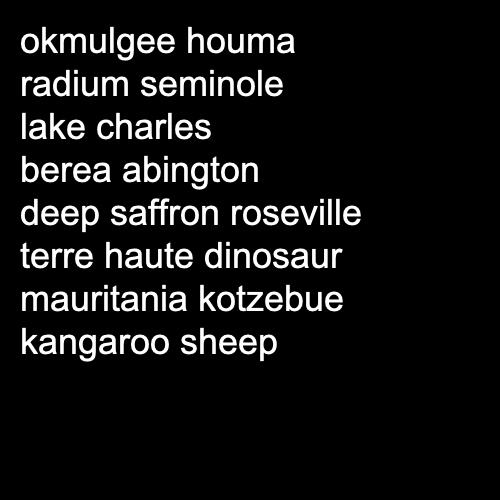 okmulgee houma
radium seminole
lake charles
berea abington
deep saffron roseville
terre haute dinosaur
mauritania kotzebue
kangaroo sheep